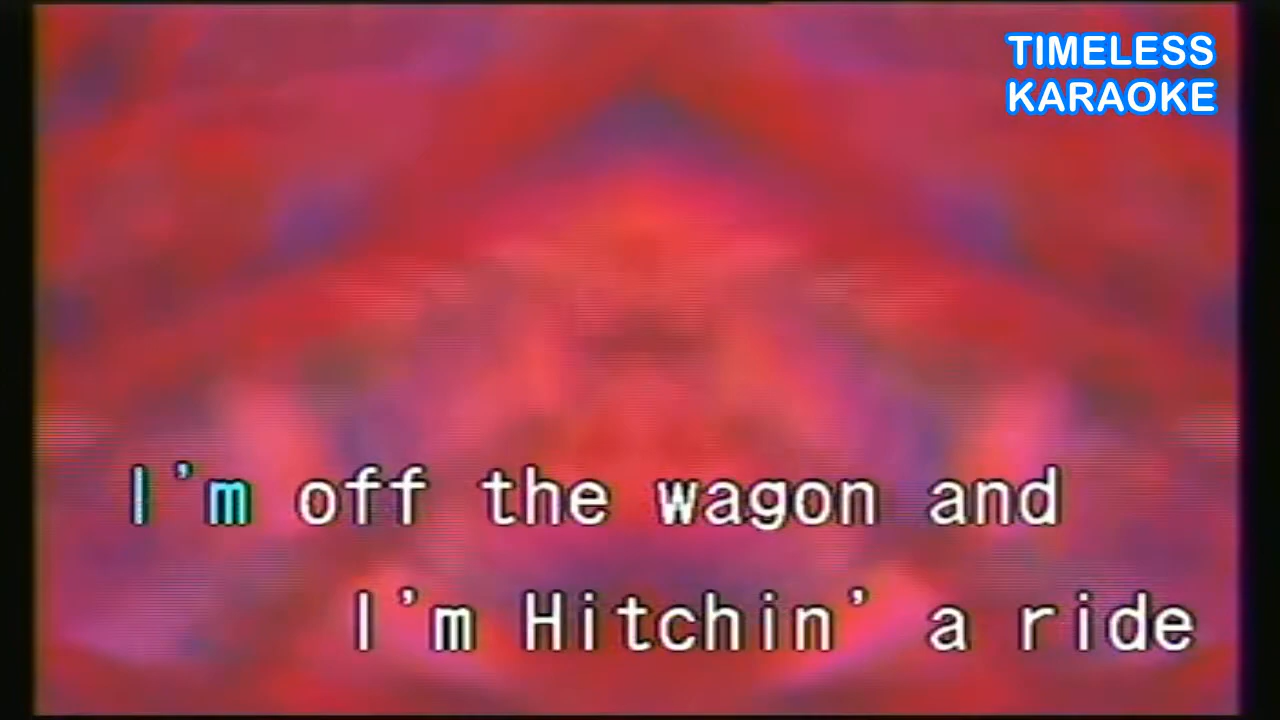 TIMELESS
KARAOKE
I'm off the wagon and
I'm Hitchin' a ride